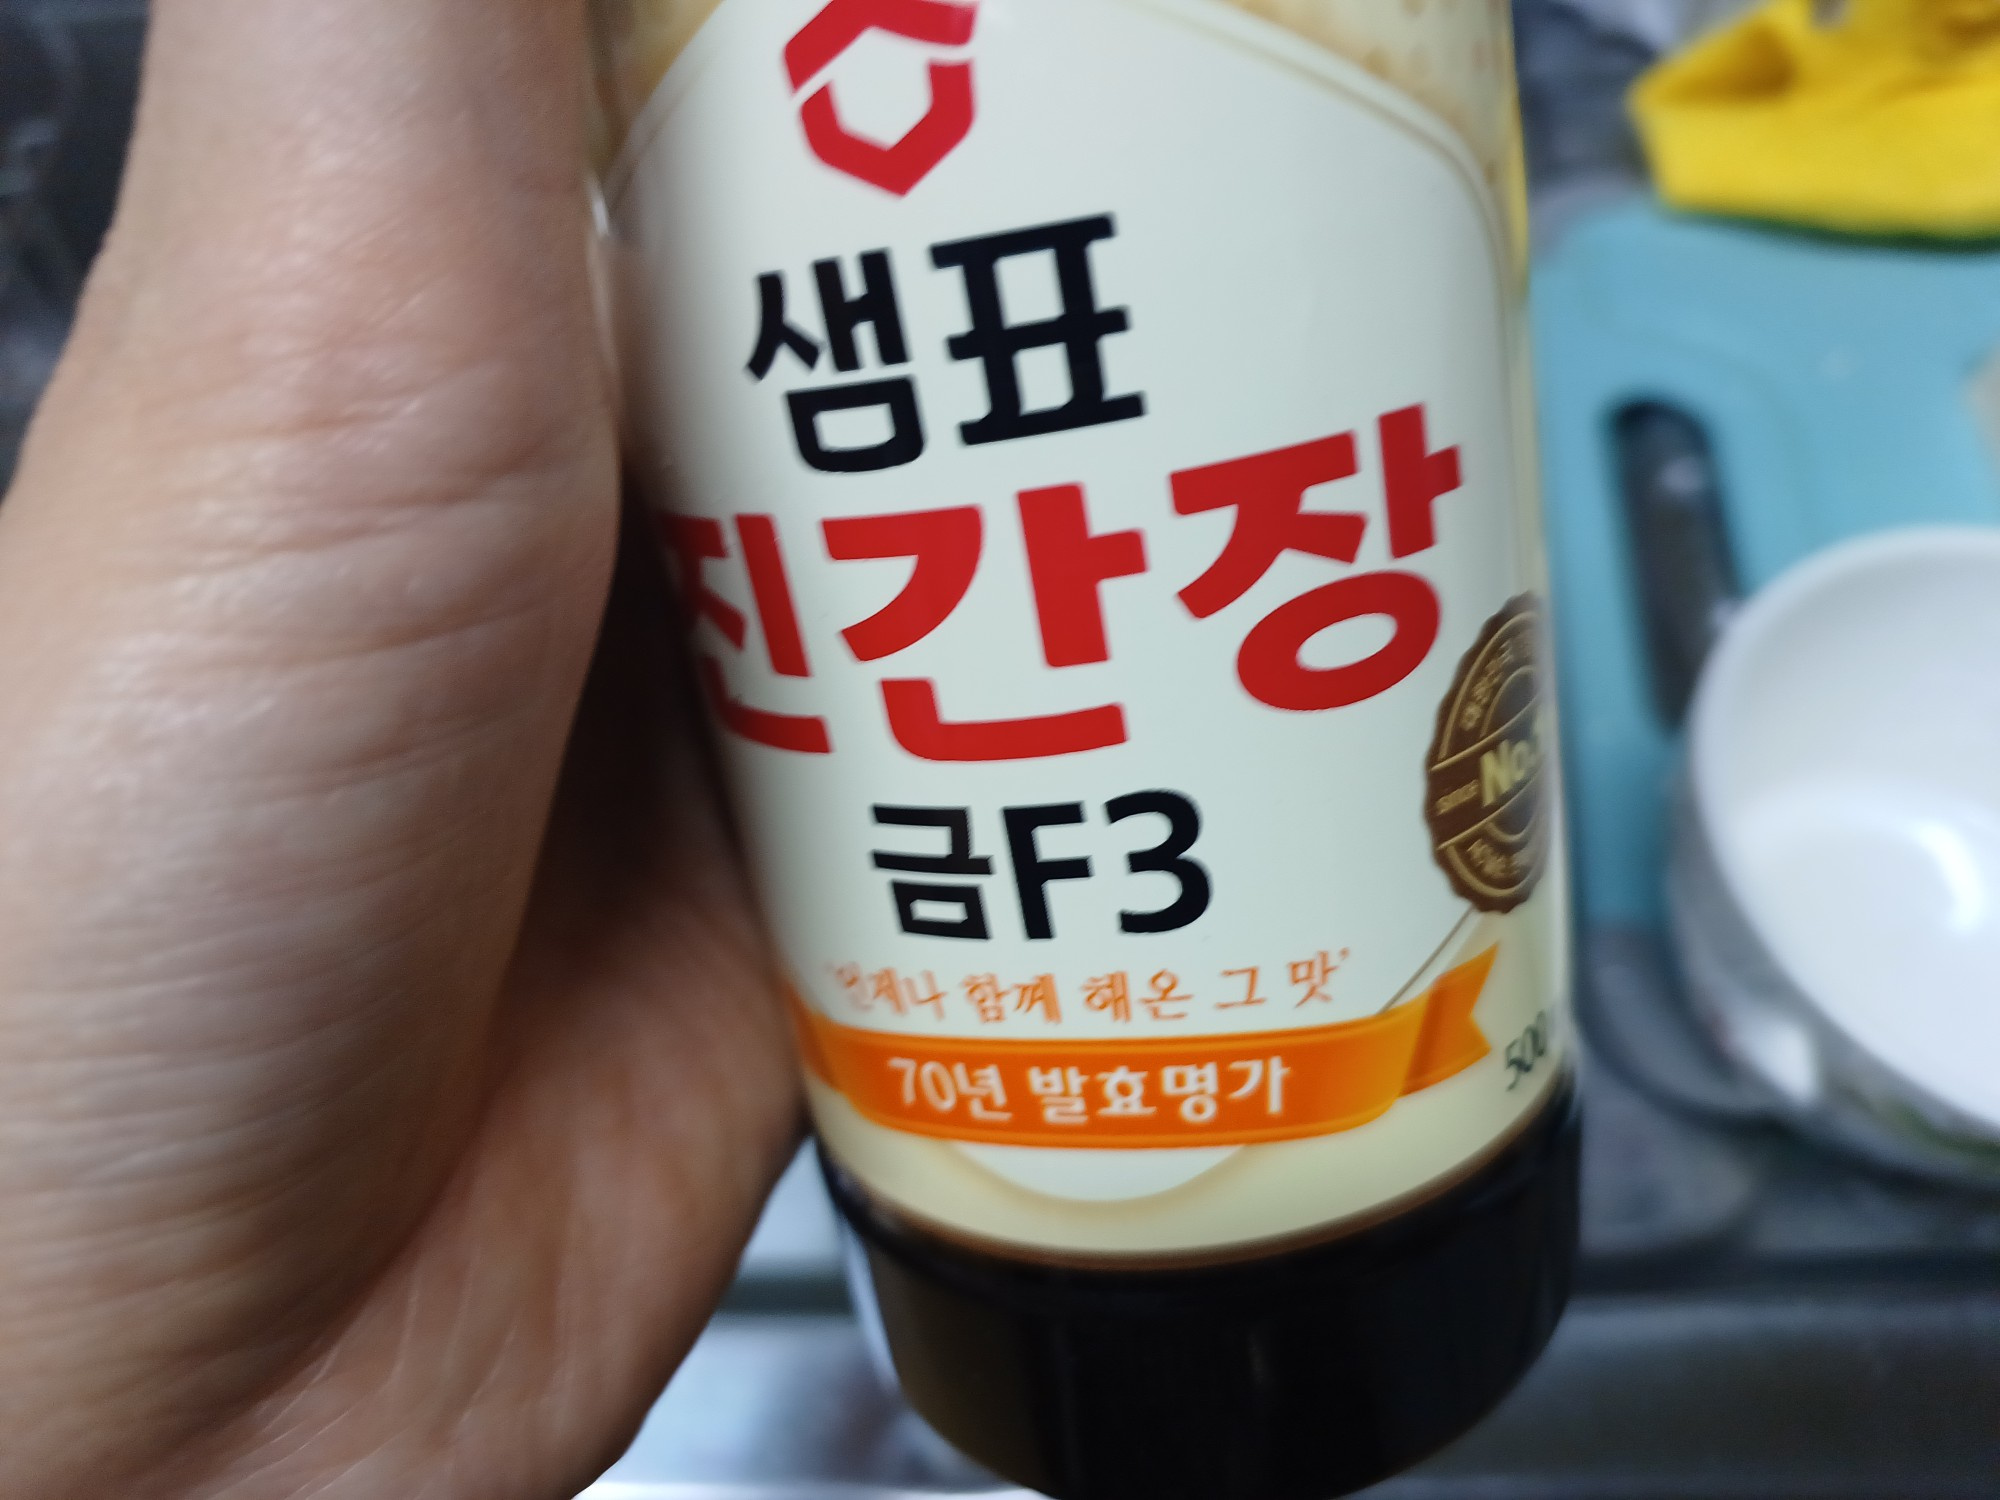 샘표
진간장
금F3
'언제나 함께 해온 그 맛'
70년 발효명가
SINCE